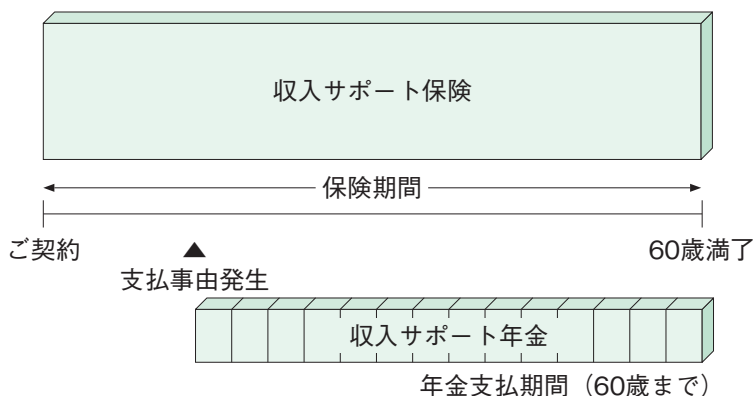 収入サポート保険
保険期間
ご契約
60歳満了
支払事由発生
収入サポート年金
年金支払期間（60歳まで）